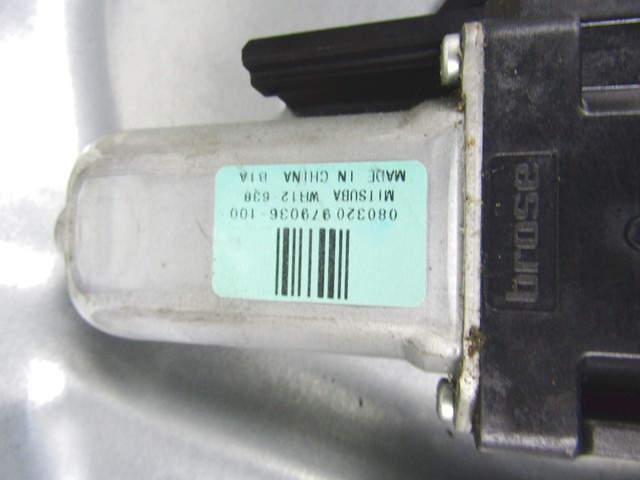 080320 979036-100
MITSUBA WR12-638
MADE IN CHINA B1A
brose